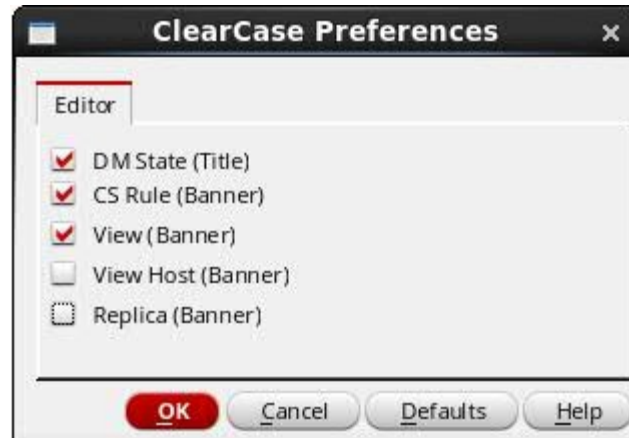 ClearCase Preferences
Editor
DM State (Title)
CS Rule (Banner)
View (Banner)
View Host (Banner)
Replica (Banner)
OK Cancel Defaults Help